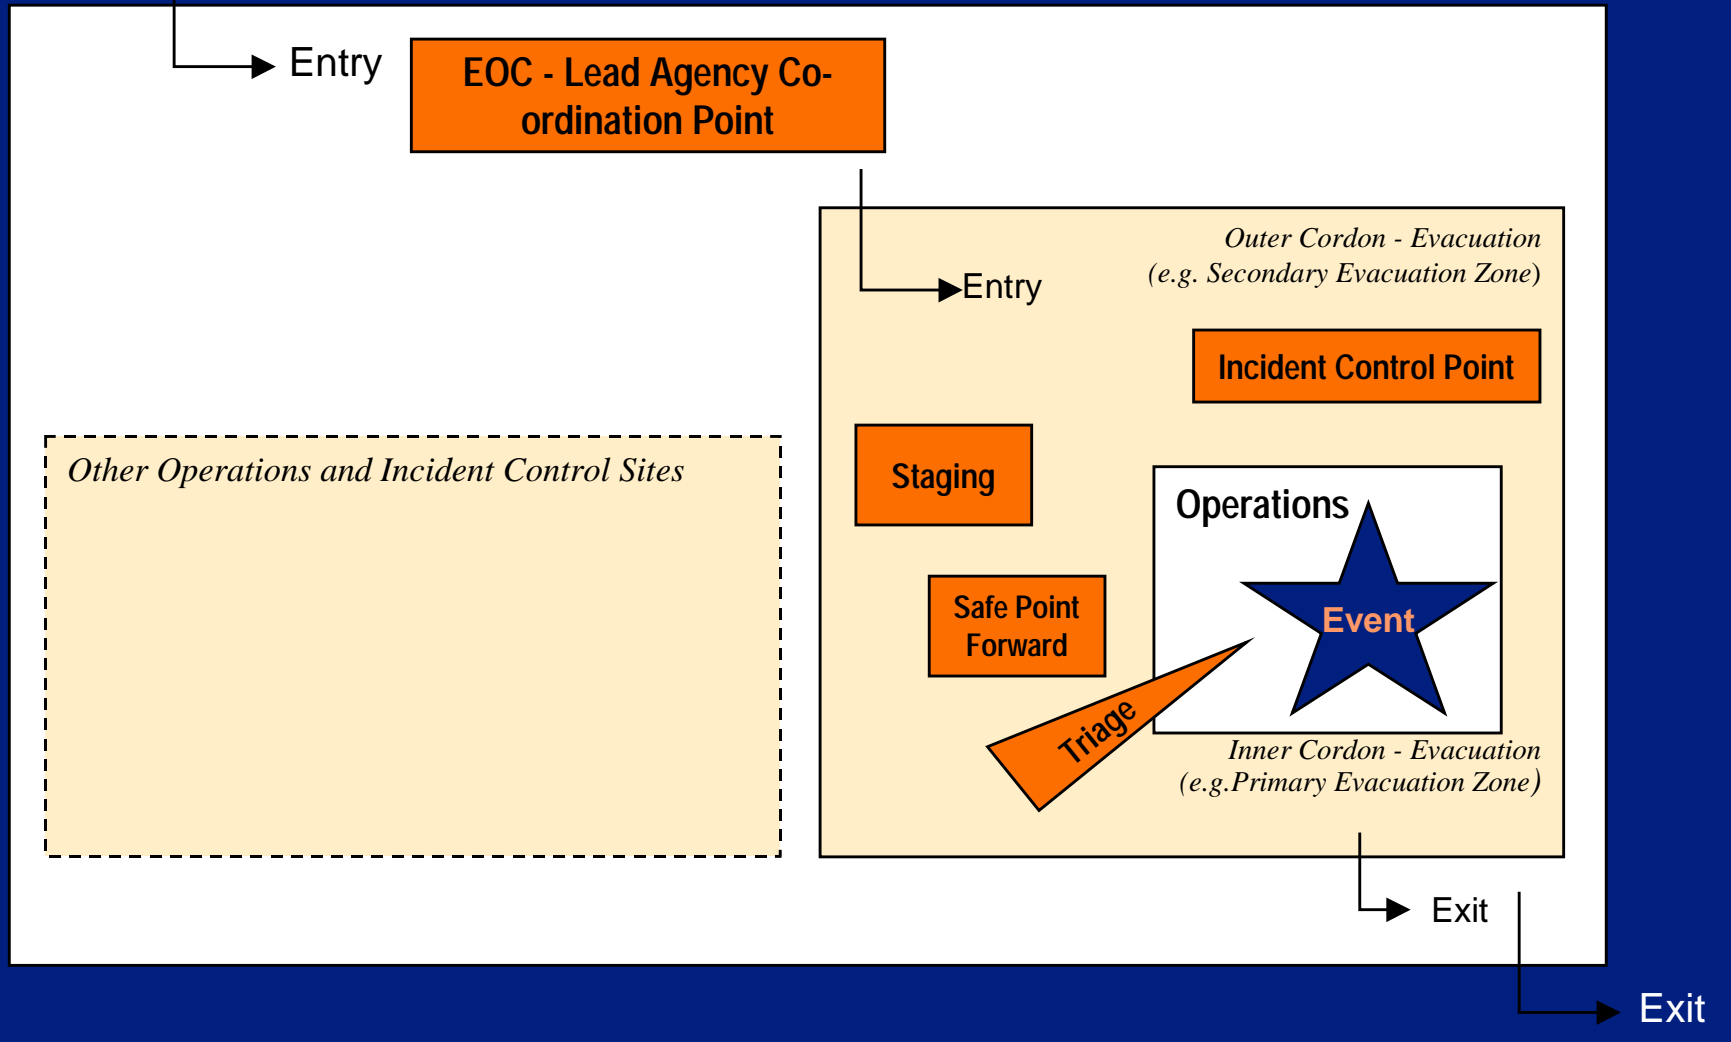 Entry
EOC - Lead Agency Co-
ordination Point
Outer Cordon - Evacuation
(e.g. Secondary Evacuation Zone)
Entry
Incident Control Point
Other Operations and Incident Control Sites
Staging
Operations
Event
Safe Point
Forward
Triage
Inner Cordon - Evacuation
(e.g.Primary Evacuation Zone)
Exit
Exit